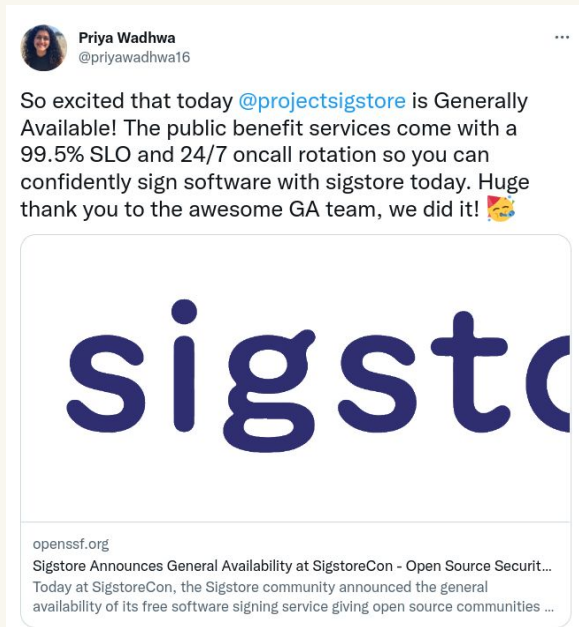 Priya Wadhwa
@priyawadhwa16
So excited that today @projectsigstore is Generally
Available! The public benefit services come with a
99.5% SLO and 24/7 oncall rotation so you can
confidently sign software with sigstore today. Huge
thank you to the awesome GA team, we did it! 🥳
sigsto
openssf.org
Sigstore Announces General Availability at SigstoreCon - Open Source Securit...
Today at SigstoreCon, the Sigstore community announced the general
availability of its free software signing service giving open source communities ...